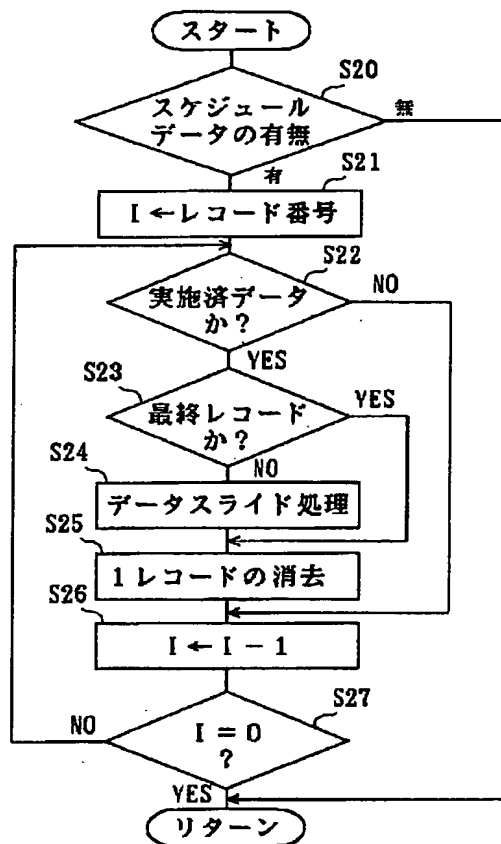 スタート
S20
スケジュール
データの有無
無
有
S21
I←レコード番号
S22
実施済データ
か?
NO
YES
S23
最終レコード
か?
YES
NO
S24
データスライド処理
S25
1レコードの消去
S26
I←I-1
S27
I=0
?
NO
YES
リターン